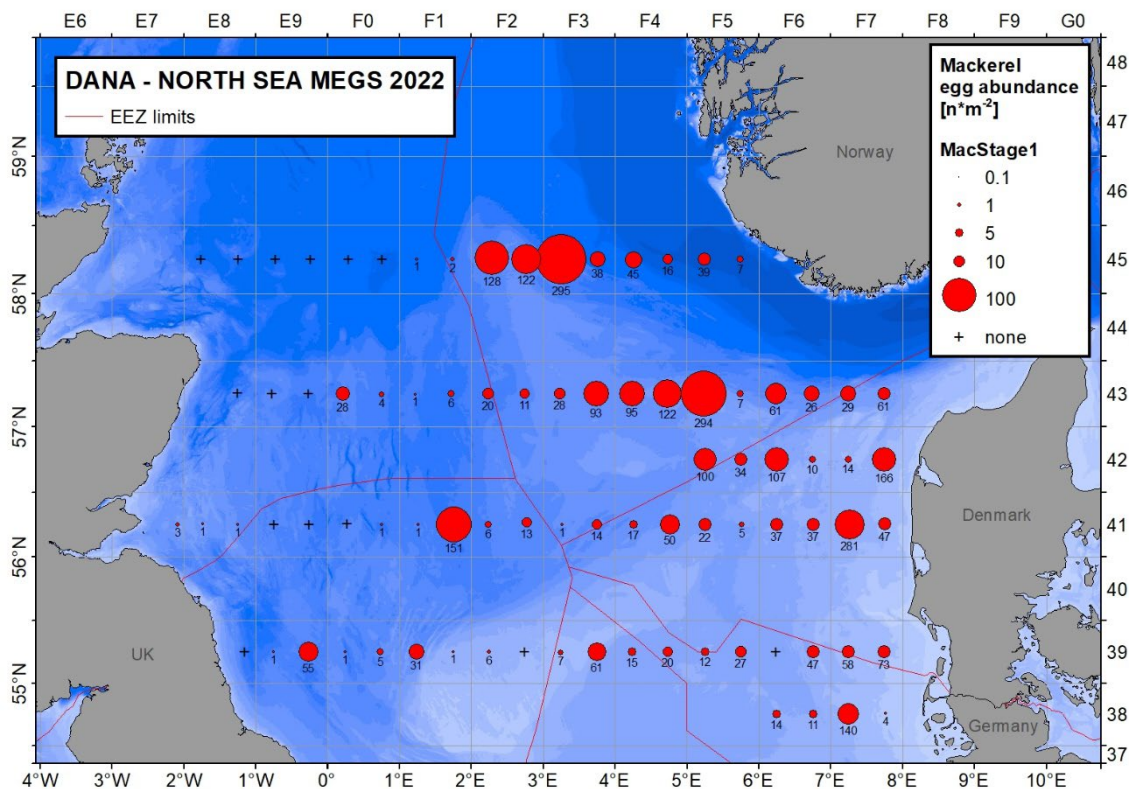 E6 E7 E8 E9 F0 F1 F2 F3 F4 F5 F6 F7 F8 F9 G0
DANA - NORTH SEA MEGS 2022
EEZ limits
Mackerel
egg abundance
[n*m-2]
MacStage1
0.1
1
5
10
100
none
48
47
46
45
44
43
42
41
40
39
38
37
59°N
58°N
57°N
56°N
55°N
Norway
Denmark
Germany
UK
1 2 128 122 295 38 45 16 39 7
28 4 1 6 20 11 28 93 95 122 294 7 61 26 29 61
100 34 107 10 14 166
3 1 1 1 1 151 6 13 1 14 17 50 22 5 37 37 281 47
1 55 1 5 31 1 6 7 61 15 20 12 27 47 58 73
14 11 140 4
4°W 3°W 2°W 1°W 0° 1°E 2°E 3°E 4°E 5°E 6°E 7°E 8°E 9°E 10°E